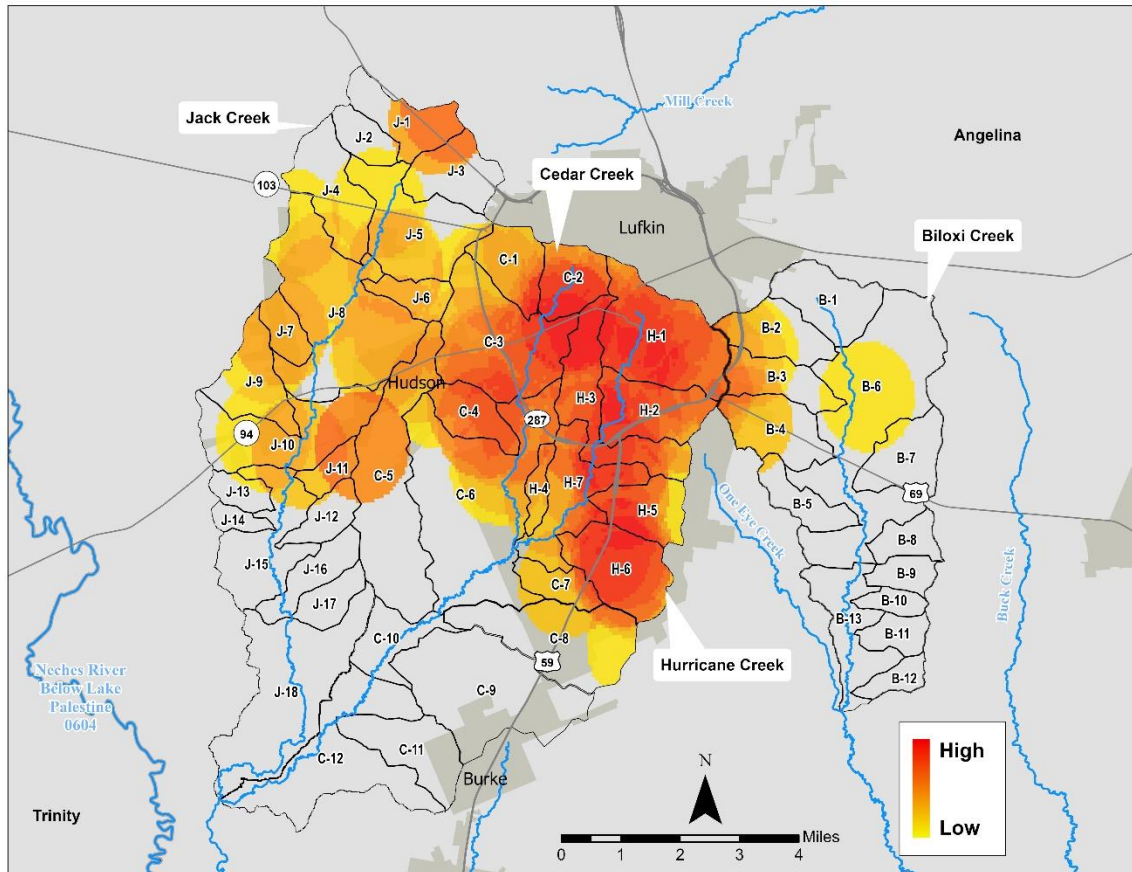 Mill Creek
Jack Creek
J-1
J-2
Angelina
J-3
Cedar Creek
103
J-4
Lufkin
J-5
Biloxi Creek
C-1
C-2
J-6
B-1
J-8
J-7
C-3
H-1
B-2
B-3
J-9
Hudson
B-6
C-4
H-3
H-2
287
B-4
94
J-10
J-11
C-5
H-7
B-7
J-13
C-6
H-4
H-5
One Eye Creek
B-5
69
J-14
J-12
B-8
J-15
J-16
H-6
B-9
C-7
J-17
B-10
Buck Creek
C-10
C-8
B-13
B-11
59
Hurricane Creek
B-12
Neches River
Below Lake
Palestine
0604
J-18
C-9
C-11
C-12
Burke
N
High
Low
Trinity
Miles
0 1 2 3 4